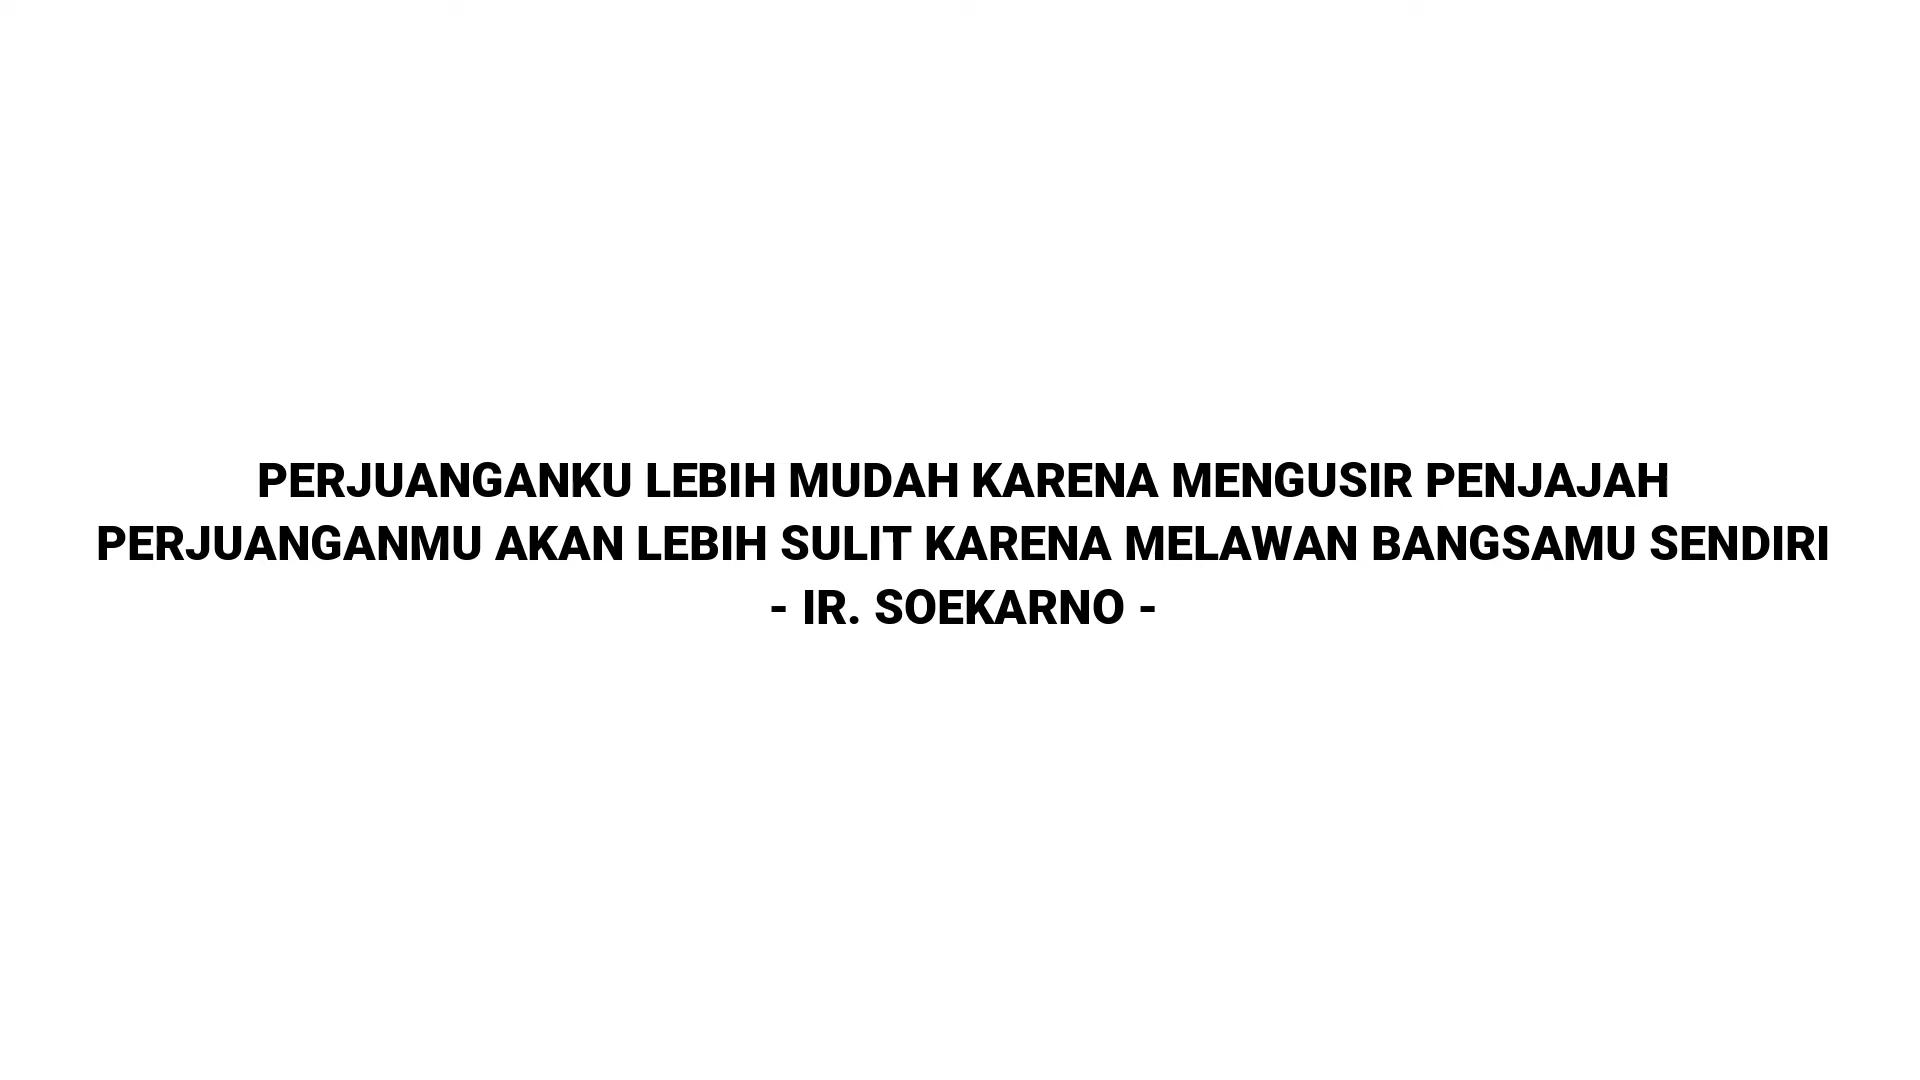 PERJUANGANKU LEBIH MUDAH KARENA MENGUSIR PENJAJAH
PERJUANGANMU AKAN LEBIH SULIT KARENA MELAWAN BANGSAMU SENDIRI
- IR. SOEKARNO -